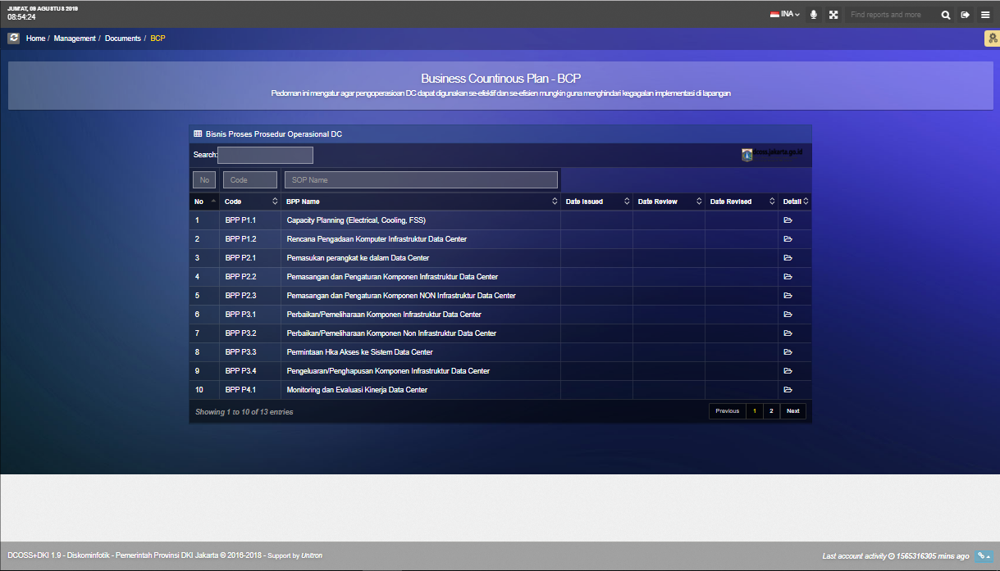 JUM'AT, 09 AGUSTUS 2019
08:54:24
INA
Find reports and more
Home / Management / Documents / BCP
Business Countinous Plan - BCP
Pedoman ini mengatur agar pengoperasioan DC dapat digunakan se-efektif dan se-efisien mungkin guna menghindari kegagalan implementasi di lapangan
Bisnis Proses Prosedur Operasional DC
Search:
dcoss.jakarta.go.id
No Code SOP Name
No Code BPP Name Date Issued Date Review Date Revised Detail
1 BPP P1.1 Capacity Planning (Electrical, Cooling, FSS)
2 BPP P1.2 Rencana Pengadaan Komputer Infrastruktur Data Center
3 BPP P2.1 Pemasukan perangkat ke dalam Data Center
4 BPP P2.2 Pemasangan dan Pengaturan Komponen Infrastruktur Data Center
5 BPP P2.3 Pemasangan dan Pengaturan Komponen NON Infrastruktur Data Center
6 BPP P3.1 Perbaikan/Pemeliharaan Komponen Infrastruktur Data Center
7 BPP P3.2 Perbaikan/Pemeliharaan Komponen Non Infrastruktur Data Center
8 BPP P3.3 Permintaan Hka Akses ke Sistem Data Center
9 BPP P3.4 Pengeluaran/Penghapusan Komponen Infrastruktur Data Center
10 BPP P4.1 Monitoring dan Evaluasi Kinerja Data Center
Showing 1 to 10 of 13 entries
Previous 1 2 Next
DCOSS+DKI 1.9 - Diskominfotik - Pemerintah Provinsi DKI Jakarta © 2016-2018 - Support by Unitron
Last account activity 1565316305 mins ago